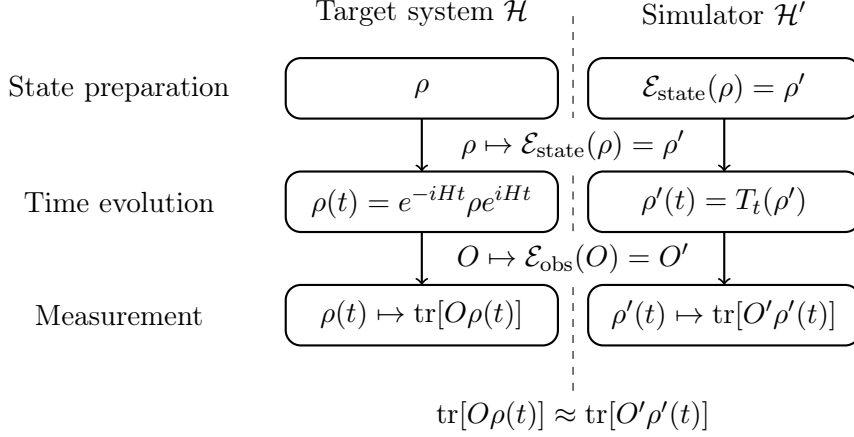 Target system ℋ Simulator ℋ′
State preparation ρ ℰ_state(ρ) = ρ′
ρ ↦ ℰ_state(ρ) = ρ′
Time evolution ρ(t) = e^{-iHt}ρe^{iHt} ρ′(t) = T_t(ρ′)
O ↦ ℰ_obs(O) = O′
Measurement ρ(t) ↦ tr[Oρ(t)] ρ′(t) ↦ tr[O′ρ′(t)]
tr[Oρ(t)] ≈ tr[O′ρ′(t)]